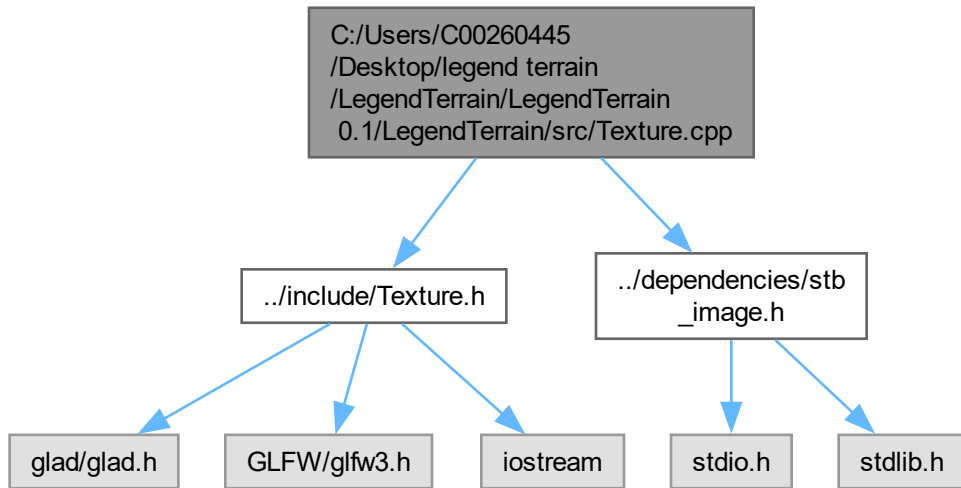 C:/Users/C00260445
/Desktop/legend terrain
/LegendTerrain/LegendTerrain
0.1/LegendTerrain/src/Texture.cpp
../include/Texture.h
../dependencies/stb
_image.h
glad/glad.h
GLFW/glfw3.h
iostream
stdio.h
stdlib.h